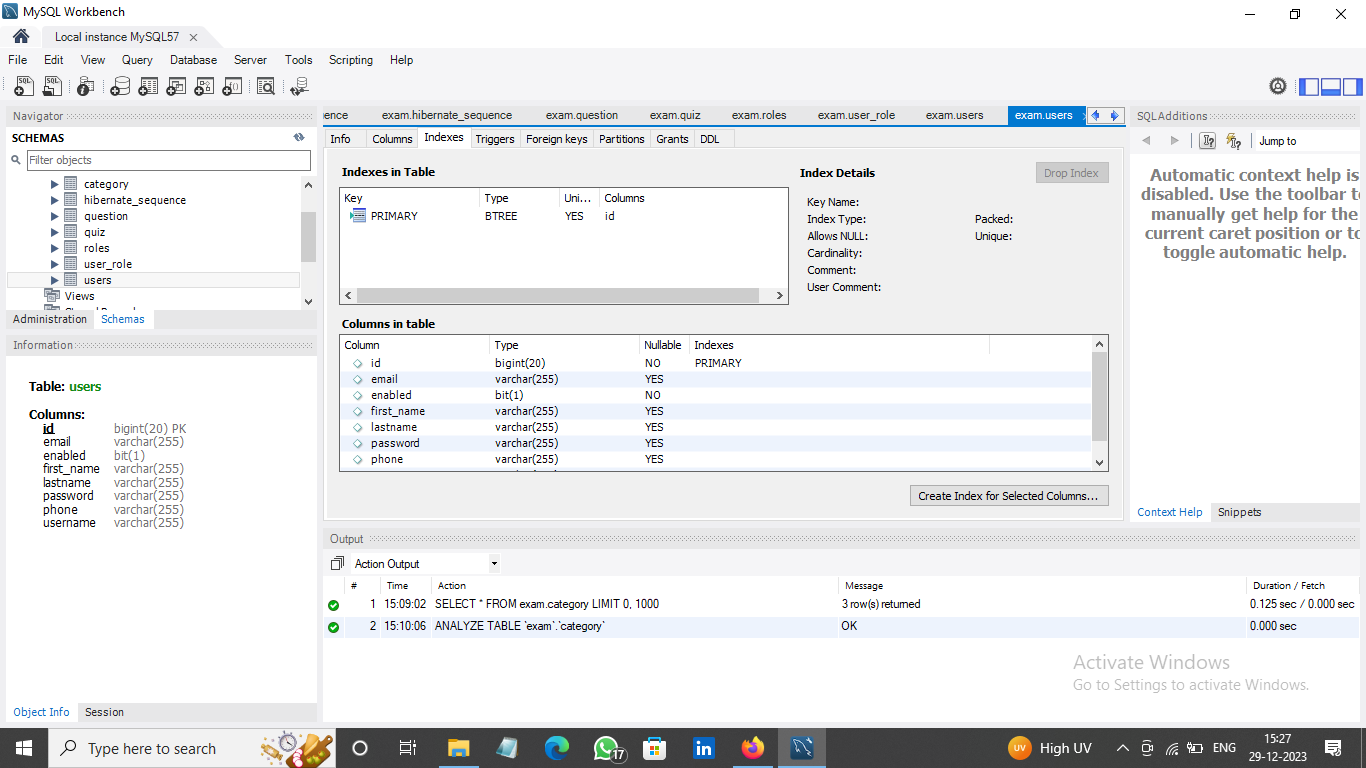 MySQL Workbench
Local instance MySQL57
File Edit View Query Database Server Tools Scripting Help
Navigator
SCHEMAS
Filter objects
category
hibernate_sequence
question
quiz
roles
user_role
users
Views
Administration Schemas
Information
Table: users
Columns:
id bigint(20) PK
email varchar(255)
enabled bit(1)
first_name varchar(255)
lastname varchar(255)
password varchar(255)
phone varchar(255)
username varchar(255)
Object Info Session
ence exam.hibernate_sequence exam.question exam.quiz exam.roles exam.user_role exam.users exam.users
Info Columns Indexes Triggers Foreign keys Partitions Grants DDL
Indexes in Table
Key Type Uni... Columns
PRIMARY BTREE YES id
Index Details Drop Index
Key Name:
Index Type: Packed:
Allows NULL: Unique:
Cardinality:
Comment:
User Comment:
Columns in table
Column Type Nullable Indexes
id bigint(20) NO PRIMARY
email varchar(255) YES
enabled bit(1) NO
first_name varchar(255) YES
lastname varchar(255) YES
password varchar(255) YES
phone varchar(255) YES
Create Index for Selected Columns...
SQLAdditions
Jump to
Automatic context help is
disabled. Use the toolbar to
manually get help for the
current caret position or to
toggle automatic help.
Context Help Snippets
Output
Action Output
# Time Action Message Duration / Fetch
1 15:09:02 SELECT * FROM exam.category LIMIT 0, 1000 3 row(s) returned 0.125 sec / 0.000 sec
2 15:10:06 ANALYZE TABLE `exam`.`category` OK 0.000 sec
Activate Windows
Go to Settings to activate Windows.
Type here to search
17
UV High UV
ENG
15:27
29-12-2023